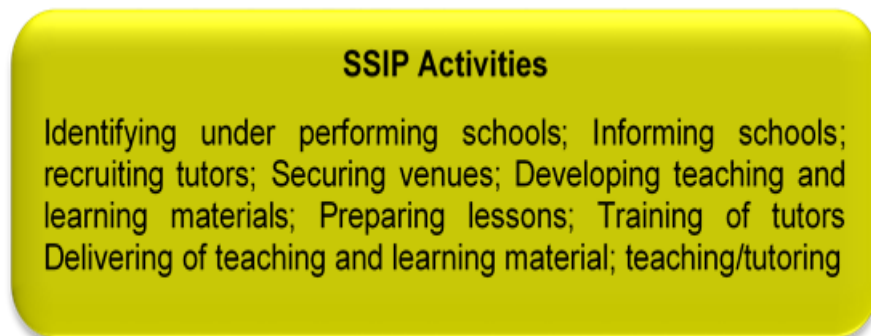 SSIP Activities
Identifying under performing schools; Informing schools;
recruiting tutors; Securing venues; Developing teaching and
learning materials; Preparing lessons; Training of tutors
Delivering of teaching and learning material; teaching/tutoring